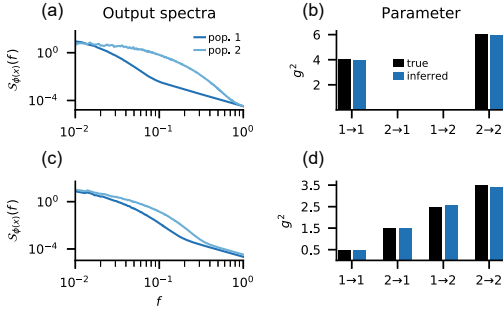 (a) Output spectra
(b) Parameter
pop. 1
pop. 2
S_{ϕ(x)}(f)
10^0
10^{-4}
10^{-2} 10^{-1} 10^0
g^2
6
4
2
true
inferred
1→1 2→1 1→2 2→2
(c)
(d)
S_{ϕ(x)}(f)
10^0
10^{-4}
10^{-2} 10^{-1} 10^0
f
g^2
3.5
2.5
1.5
0.5
1→1 2→1 1→2 2→2